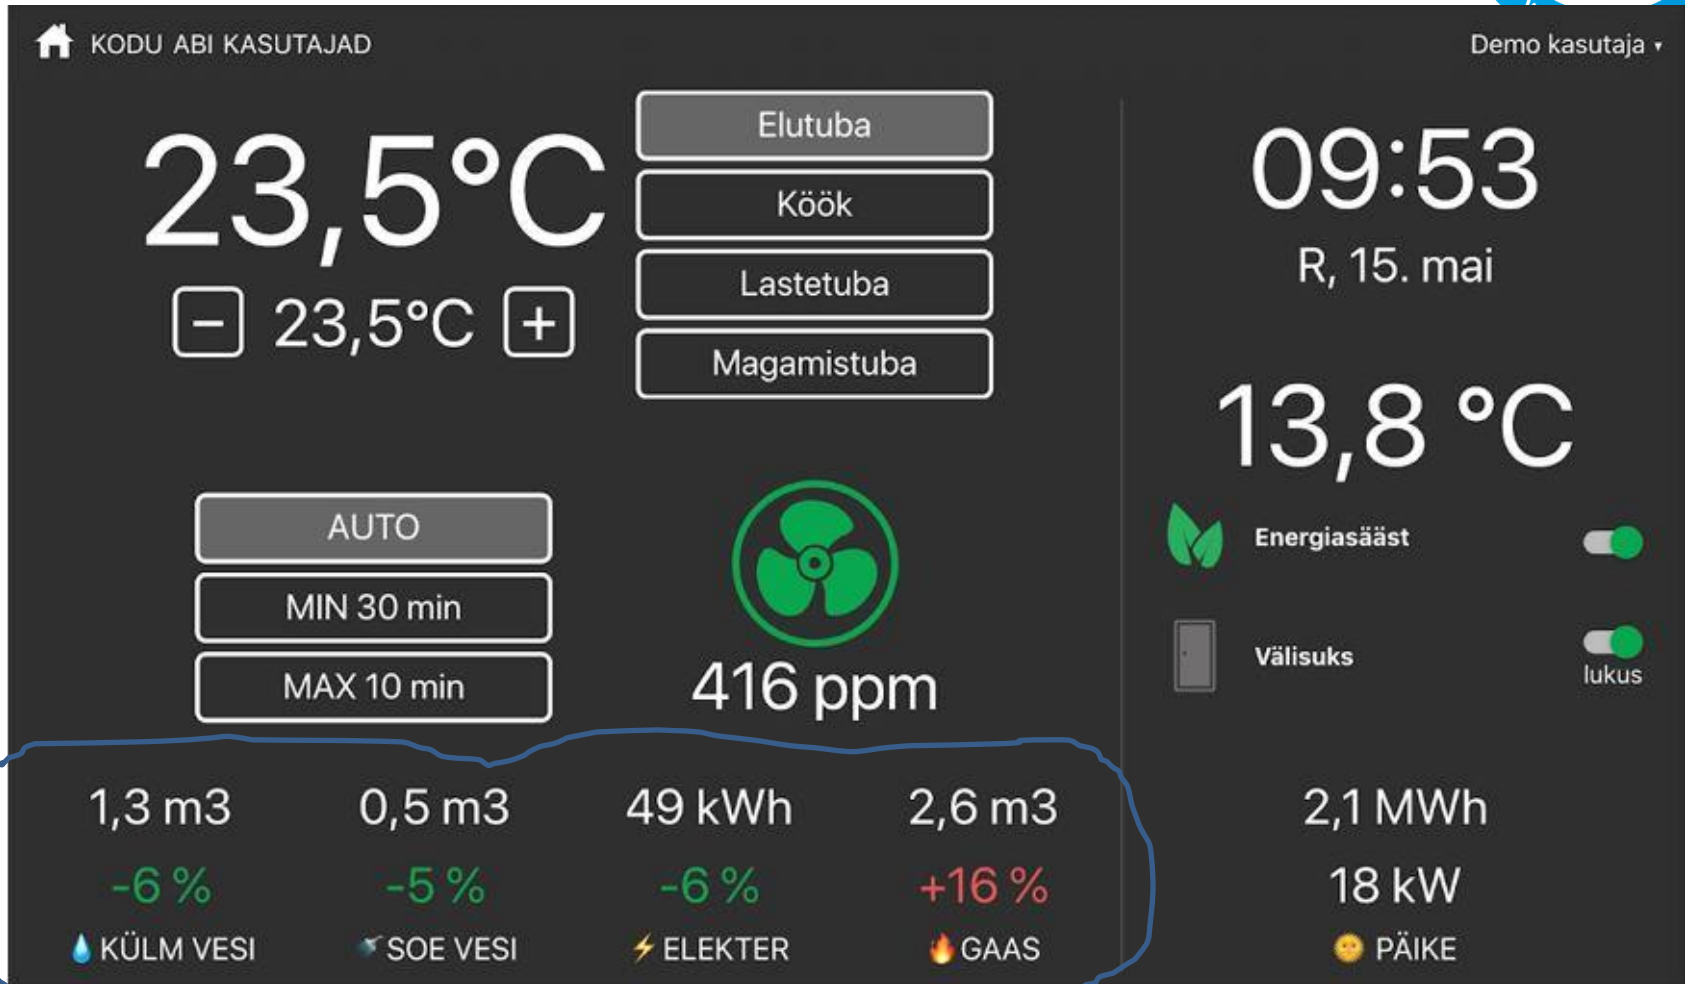 KODU ABI KASUTAJAD
Demo kasutaja
23,5°C
− 23,5°C +
Elutuba
Köök
Lastetuba
Magamistuba
AUTO
MIN 30 min
MAX 10 min
416 ppm
1,3 m3
-6 %
KÜLM VESI
0,5 m3
-5 %
SOE VESI
49 kWh
-6 %
ELEKTER
2,6 m3
+16 %
GAAS
09:53
R, 15. mai
13,8 °C
Energiasääst
Välisuks
lukus
2,1 MWh
18 kW
PÄIKE